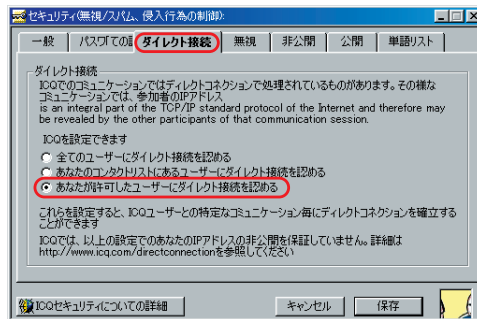 セキュリティ(無視/スパム、侵入行為の制御):
一般 パスワードの ダイレクト接続 無視 非公開 公開 単語リスト
ダイレクト接続
ICQでのコミュニケーションではディレクトコネクションで処理されているものがあります。その様な
コミュニケーションでは、参加者のIPアドレス
is an integral part of the TCP/IP standard protocol of the Internet and therefore may
be revealed by the other participants of that communication session.
ICQを設定できます
全てのユーザーにダイレクト接続を認める
あなたのコンタクトリストにあるユーザーにダイレクト接続を認める
あなたが許可したユーザーにダイレクト接続を認める
これらを設定すると、ICQユーザーとの特定なコミュニケーション毎にディレクトコネクションを確立する
ことができます
ICQでは、以上の設定でのあなたのIPアドレスの非公開を保証していません。詳細は
http://www.icq.com/directconnectionを参照してください
ICQセキュリティについての詳細 キャンセル 保存